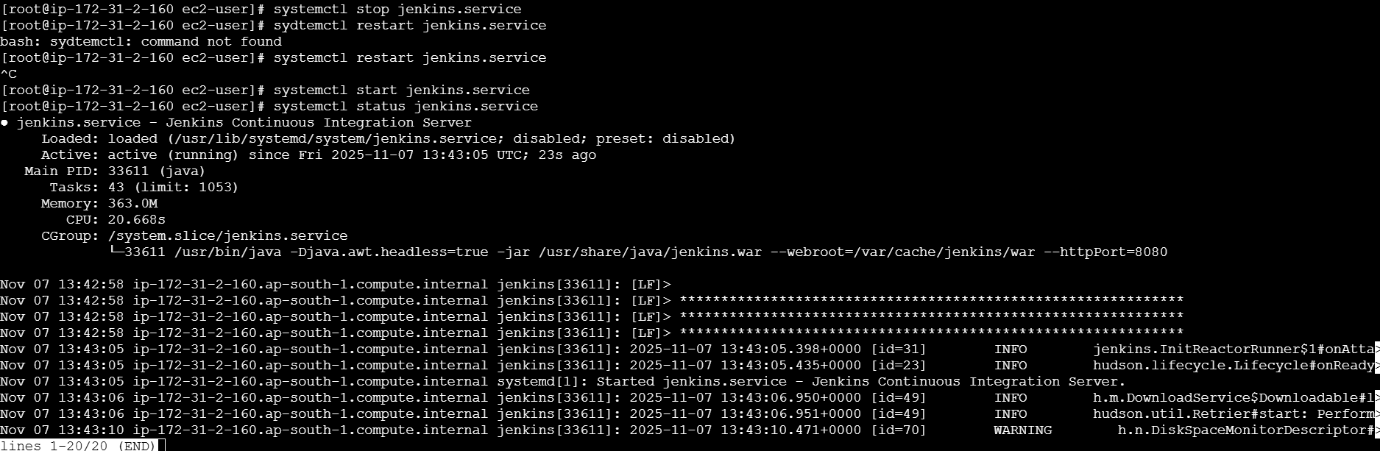 [root@ip-172-31-2-160 ec2-user]# systemctl stop jenkins.service
[root@ip-172-31-2-160 ec2-user]# sydtemctl restart jenkins.service
bash: sydtemctl: command not found
[root@ip-172-31-2-160 ec2-user]# systemctl restart jenkins.service
^C
[root@ip-172-31-2-160 ec2-user]# systemctl start jenkins.service
[root@ip-172-31-2-160 ec2-user]# systemctl status jenkins.service
● jenkins.service - Jenkins Continuous Integration Server
     Loaded: loaded (/usr/lib/systemd/system/jenkins.service; disabled; preset: disabled)
     Active: active (running) since Fri 2025-11-07 13:43:05 UTC; 23s ago
   Main PID: 33611 (java)
      Tasks: 43 (limit: 1053)
     Memory: 363.0M
        CPU: 20.668s
     CGroup: /system.slice/jenkins.service
             └─33611 /usr/bin/java -Djava.awt.headless=true -jar /usr/share/java/jenkins.war --webroot=/var/cache/jenkins/war --httpPort=8080
Nov 07 13:42:58 ip-172-31-2-160.ap-south-1.compute.internal jenkins[33611]: [LF]>
Nov 07 13:42:58 ip-172-31-2-160.ap-south-1.compute.internal jenkins[33611]: [LF]> *************************************************************
Nov 07 13:42:58 ip-172-31-2-160.ap-south-1.compute.internal jenkins[33611]: [LF]> *************************************************************
Nov 07 13:42:58 ip-172-31-2-160.ap-south-1.compute.internal jenkins[33611]: [LF]> *************************************************************
Nov 07 13:43:05 ip-172-31-2-160.ap-south-1.compute.internal jenkins[33611]: 2025-11-07 13:43:05.398+0000 [id=31]        INFO        jenkins.InitReactorRunner$1#onAtta>
Nov 07 13:43:05 ip-172-31-2-160.ap-south-1.compute.internal jenkins[33611]: 2025-11-07 13:43:05.435+0000 [id=23]        INFO        hudson.lifecycle.Lifecycle#onReady>
Nov 07 13:43:05 ip-172-31-2-160.ap-south-1.compute.internal systemd[1]: Started jenkins.service - Jenkins Continuous Integration Server.
Nov 07 13:43:06 ip-172-31-2-160.ap-south-1.compute.internal jenkins[33611]: 2025-11-07 13:43:06.950+0000 [id=49]        INFO        h.m.DownloadService$Downloadable#l>
Nov 07 13:43:06 ip-172-31-2-160.ap-south-1.compute.internal jenkins[33611]: 2025-11-07 13:43:06.951+0000 [id=49]        INFO        hudson.util.Retrier#start: Perform>
Nov 07 13:43:10 ip-172-31-2-160.ap-south-1.compute.internal jenkins[33611]: 2025-11-07 13:43:10.471+0000 [id=70]        WARNING        h.n.DiskSpaceMonitorDescriptor#>
lines 1-20/20 (END)